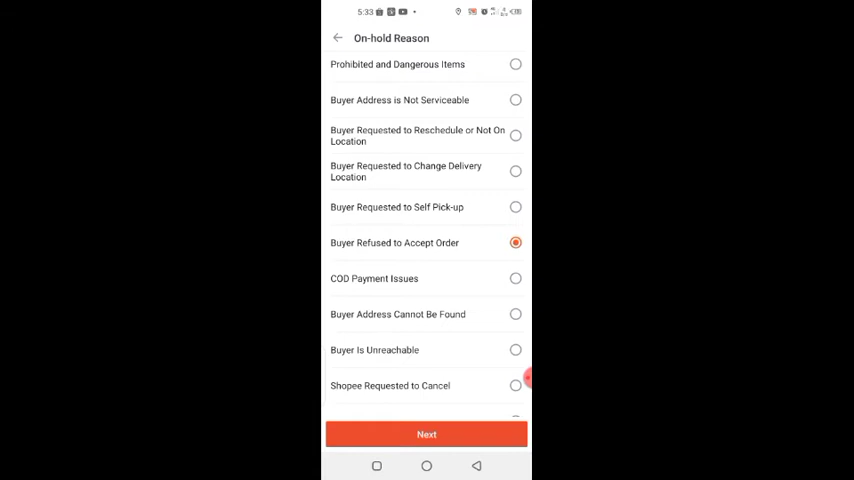 5:33
On-hold Reason
Prohibited and Dangerous Items
Buyer Address is Not Serviceable
Buyer Requested to Reschedule or Not On
Location
Buyer Requested to Change Delivery
Location
Buyer Requested to Self Pick-up
Buyer Refused to Accept Order
COD Payment Issues
Buyer Address Cannot Be Found
Buyer Is Unreachable
Shopee Requested to Cancel
Next